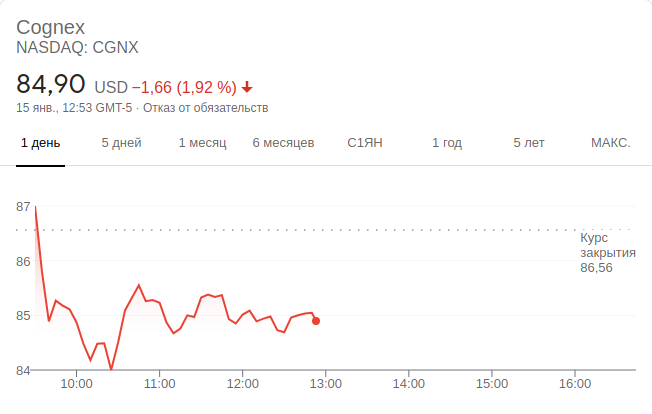 Cognex
NASDAQ: CGNX
84,90 USD −1,66 (1,92 %)
15 янв., 12:53 GMT-5 · Отказ от обязательств
1 день 5 дней 1 месяц 6 месяцев С1ЯН 1 год 5 лет МАКС.
87
86
85
84
Курс
закрытия
86,56
10:00 11:00 12:00 13:00 14:00 15:00 16:00